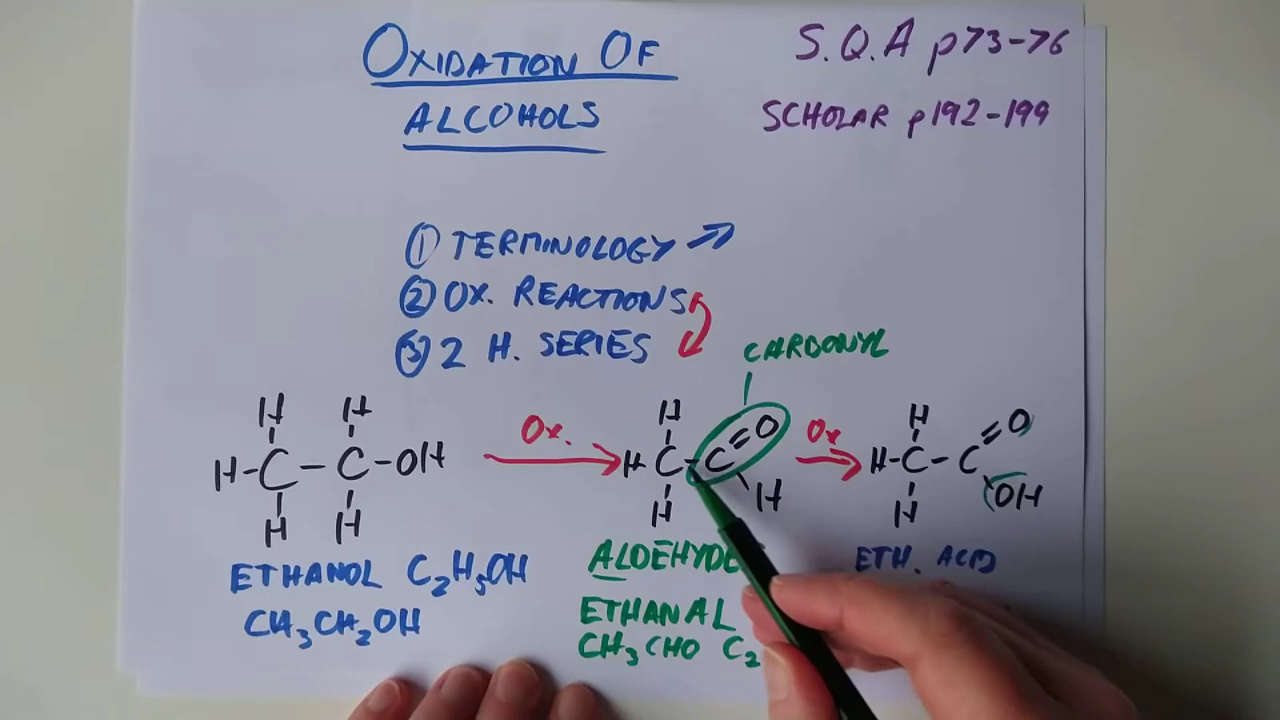 OXIDATION OF
ALCOHOLS
S.Q.A p73-76
SCHOLAR p192-199
① TERMINOLOGY
② OX. REACTIONS
③ 2 H. SERIES
CARBONYL
H H H H
Ox. Ox
H-C-C-OH H C-C=O H-C-C=O
H H H H H OH
ETHANOL C₂H₅OH
CH₃CH₂OH
ALDEHYDE
ETHANAL
CH₃CHO C₂
ETH. ACID